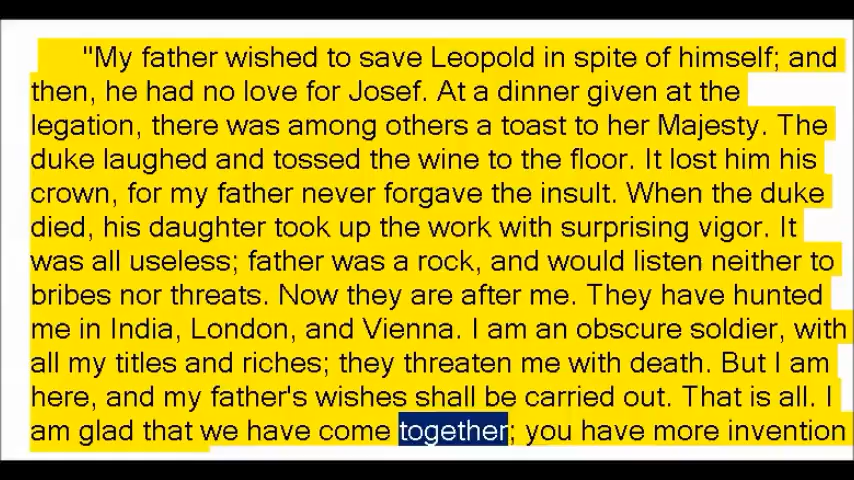 "My father wished to save Leopold in spite of himself; and
then, he had no love for Josef. At a dinner given at the
legation, there was among others a toast to her Majesty. The
duke laughed and tossed the wine to the floor. It lost him his
crown, for my father never forgave the insult. When the duke
died, his daughter took up the work with surprising vigor. It
was all useless; father was a rock, and would listen neither to
bribes nor threats. Now they are after me. They have hunted
me in India, London, and Vienna. I am an obscure soldier, with
all my titles and riches; they threaten me with death. But I am
here, and my father's wishes shall be carried out. That is all. I
am glad that we have come together; you have more invention